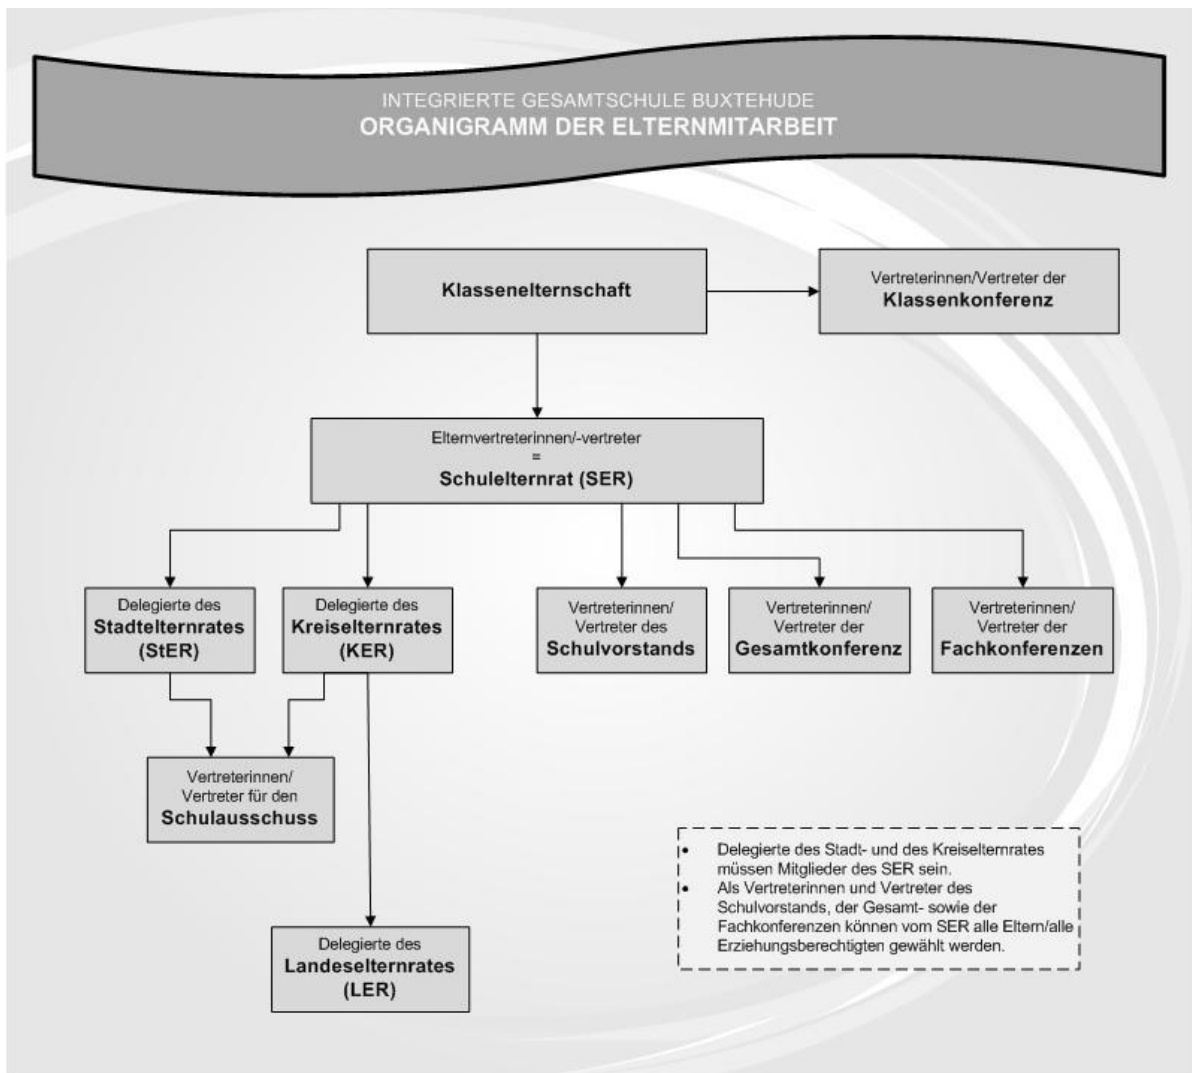 INTEGRIERTE GESAMTSCHULE BUXTEHUDE
ORGANIGRAMM DER ELTERNMITARBEIT
Klassenelternschaft
Vertreterinnen/Vertreter der
Klassenkonferenz
Elternvertreterinnen/-vertreter
=
Schulelternrat (SER)
Delegierte des
Stadtelternrates
(StER)
Delegierte des
Kreiselternrates
(KER)
Vertreterinnen/
Vertreter des
Schulvorstands
Vertreterinnen/
Vertreter der
Gesamtkonferenz
Vertreterinnen/
Vertreter der
Fachkonferenzen
Vertreterinnen/
Vertreter für den
Schulausschuss
Delegierte des
Landeselternrates
(LER)
• Delegierte des Stadt- und des Kreiselternrates
müssen Mitglieder des SER sein.
• Als Vertreterinnen und Vertreter des
Schulvorstands, der Gesamt- sowie der
Fachkonferenzen können vom SER alle Eltern/alle
Erziehungsberechtigten gewählt werden.